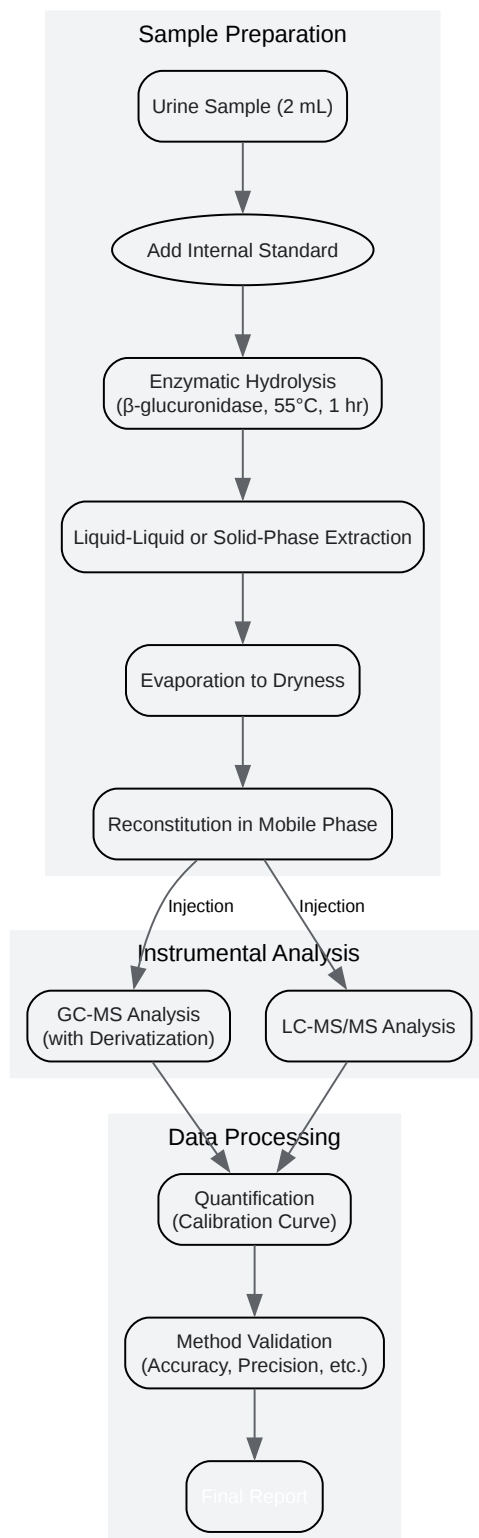 Sample Preparation
Urine Sample (2 mL)
Add Internal Standard
Enzymatic Hydrolysis
(β-glucuronidase, 55°C, 1 hr)
Liquid-Liquid or Solid-Phase Extraction
Evaporation to Dryness
Reconstitution in Mobile Phase
Injection
Injection
Instrumental Analysis
GC-MS Analysis
(with Derivatization)
LC-MS/MS Analysis
Data Processing
Quantification
(Calibration Curve)
Method Validation
(Accuracy, Precision, etc.)
Final Report